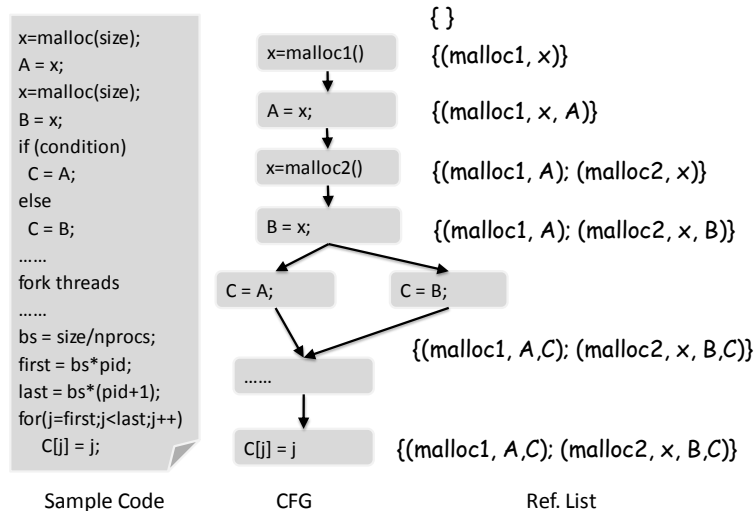 x=malloc(size);
A = x;
x=malloc(size);
B = x;
if (condition)
C = A;
else
C = B;
......
fork threads
......
bs = size/nprocs;
first = bs*pid;
last = bs*(pid+1);
for(j=first;j<last;j++)
C[j] = j;
Sample Code
x=malloc1()
A = x;
x=malloc2()
B = x;
C = A;
C = B;
......
C[j] = j
CFG
{ }
{(malloc1, x)}
{(malloc1, x, A)}
{(malloc1, A); (malloc2, x)}
{(malloc1, A); (malloc2, x, B)}
{(malloc1, A,C); (malloc2, x, B,C)}
{(malloc1, A,C); (malloc2, x, B,C)}
Ref. List